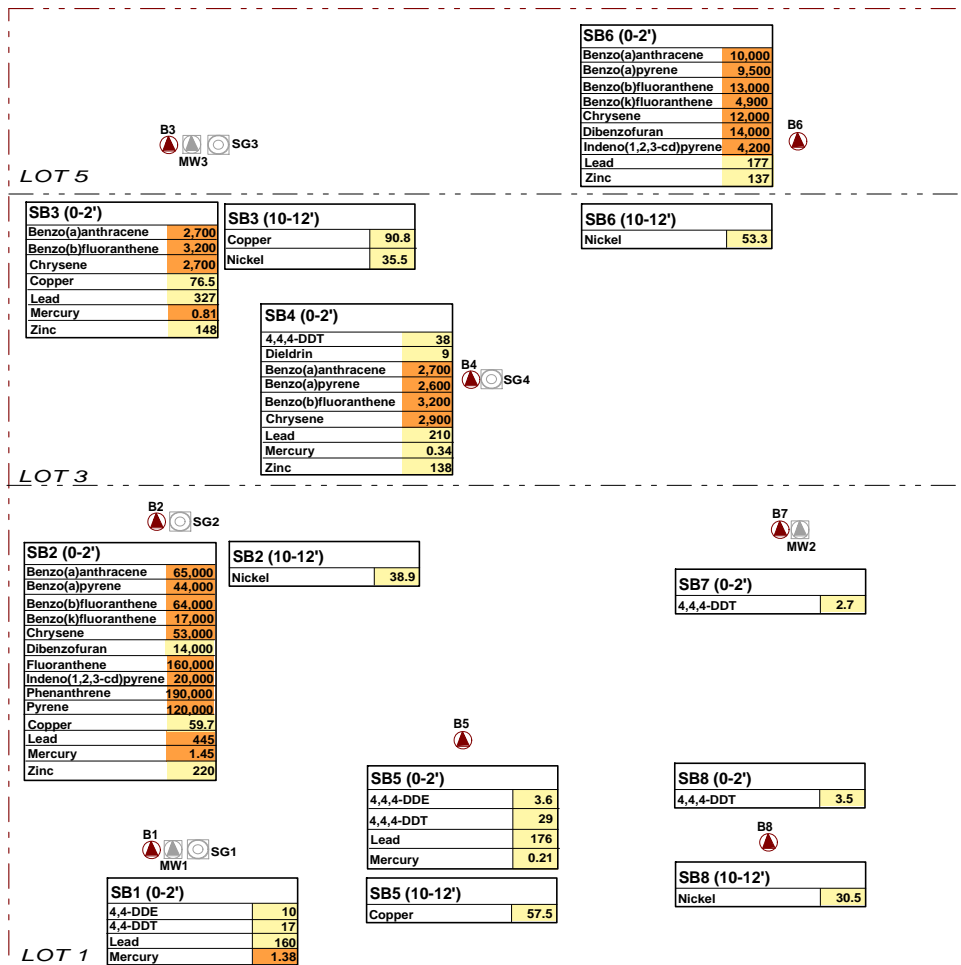 SB6 (0-2')
Benzo(a)anthracene 10,000
Benzo(a)pyrene 9,500
Benzo(b)fluoranthene 13,000
Benzo(k)fluoranthene 4,900
Chrysene 12,000
Dibenzofuran 14,000
Indeno(1,2,3-cd)pyrene 4,200
Lead 177
Zinc 137
B6
B3
SG3
MW3
LOT 5
SB3 (0-2')
Benzo(a)anthracene 2,700
Benzo(b)fluoranthene 3,200
Chrysene 2,700
Copper 76.5
Lead 327
Mercury 0.81
Zinc 148
SB3 (10-12')
Copper 90.8
Nickel 35.5
SB6 (10-12')
Nickel 53.3
SB4 (0-2')
4,4,4-DDT 38
Dieldrin 9
Benzo(a)anthracene 2,700
Benzo(a)pyrene 2,600
Benzo(b)fluoranthene 3,200
Chrysene 2,900
Lead 210
Mercury 0.34
Zinc 138
B4
SG4
LOT 3
B2
SG2
B7
MW2
SB2 (0-2')
Benzo(a)anthracene 65,000
Benzo(a)pyrene 44,000
Benzo(b)fluoranthene 64,000
Benzo(k)fluoranthene 17,000
Chrysene 53,000
Dibenzofuran 14,000
Fluoranthene 160,000
Indeno(1,2,3-cd)pyrene 20,000
Phenanthrene 190,000
Pyrene 120,000
Copper 59.7
Lead 445
Mercury 1.45
Zinc 220
SB2 (10-12')
Nickel 38.9
SB7 (0-2')
4,4,4-DDT 2.7
B5
SB5 (0-2')
4,4,4-DDE 3.6
4,4,4-DDT 29
Lead 176
Mercury 0.21
SB8 (0-2')
4,4,4-DDT 3.5
B8
B1
SG1
MW1
SB5 (10-12')
Copper 57.5
SB8 (10-12')
Nickel 30.5
SB1 (0-2')
4,4-DDE 10
4,4-DDT 17
Lead 160
Mercury 1.38
LOT 1